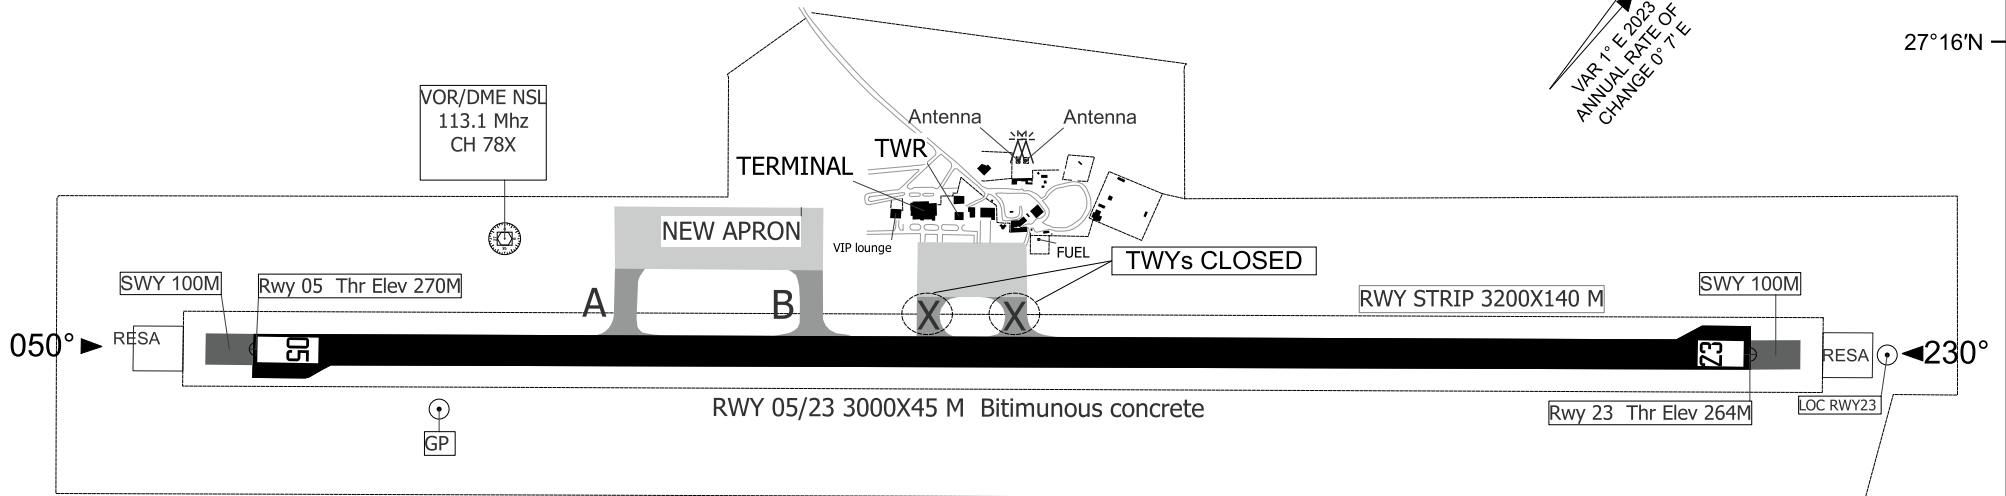 VAR 1° E 2023
ANNUAL RATE OF
CHANGE 0° 7' E
27°16'N
VOR/DME NSL
113.1 Mhz
CH 78X
Antenna
Antenna
TWR
TERMINAL
NEW APRON
VIP lounge
FUEL
TWYs CLOSED
SWY 100M
Rwy 05 Thr Elev 270M
A
B
X
X
RWY STRIP 3200X140 M
SWY 100M
050°
RESA
05
23
RESA
230°
RWY 05/23 3000X45 M Bitimunous concrete
Rwy 23 Thr Elev 264M
LOC RWY23
GP